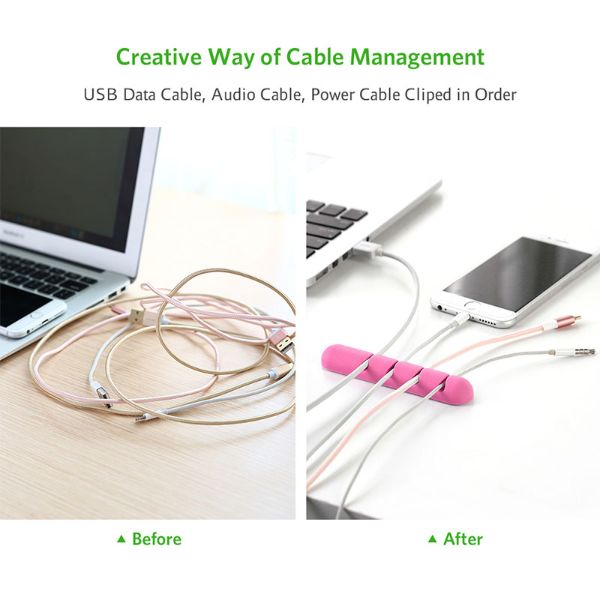 Creative Way of Cable Management
USB Data Cable, Audio Cable, Power Cable Cliped in Order
▲ Before
▲ After